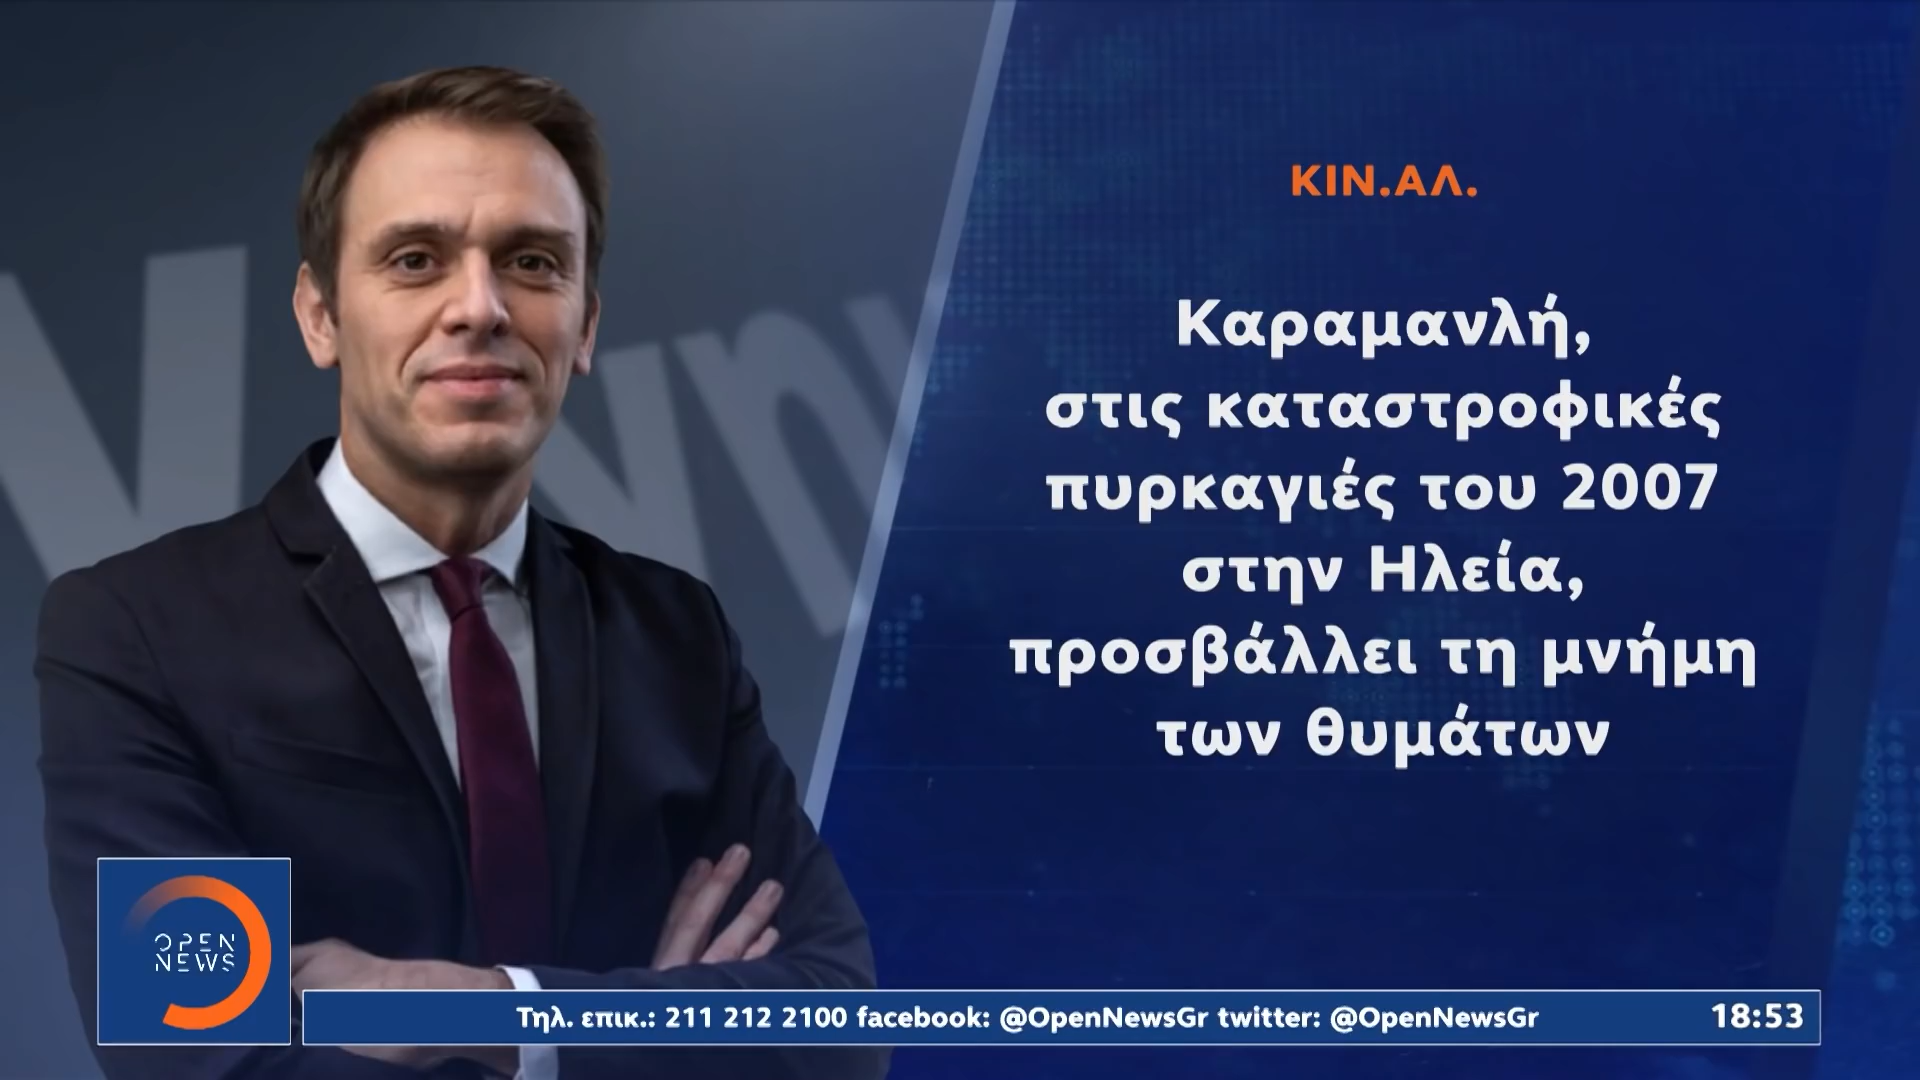 ΚΙΝ.ΑΛ.
Καραμανλή,
στις καταστροφικές
πυρκαγιές του 2007
στην Ηλεία,
προσβάλλει τη μνήμη
των θυμάτων
OPEN
NEWS
Τηλ. επικ.: 211 212 2100 facebook: @OpenNewsGr twitter: @OpenNewsGr
18:53